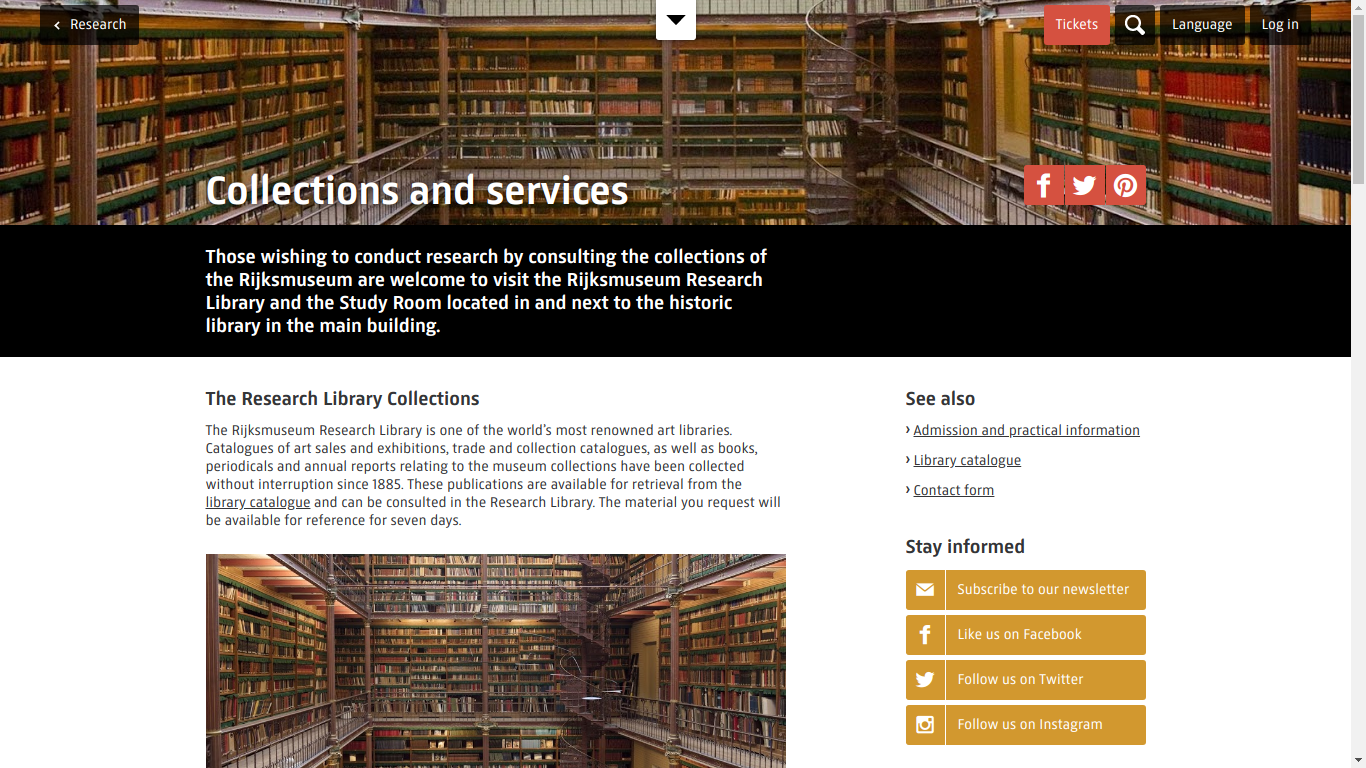 Research
Tickets
Language
Log in
Collections and services
Those wishing to conduct research by consulting the collections of
the Rijksmuseum are welcome to visit the Rijksmuseum Research
Library and the Study Room located in and next to the historic
library in the main building.
The Research Library Collections
The Rijksmuseum Research Library is one of the world's most renowned art libraries.
Catalogues of art sales and exhibitions, trade and collection catalogues, as well as books,
periodicals and annual reports relating to the museum collections have been collected
without interruption since 1885. These publications are available for retrieval from the
library catalogue and can be consulted in the Research Library. The material you request will
be available for reference for seven days.
See also
Admission and practical information
Library catalogue
Contact form
Stay informed
Subscribe to our newsletter
Like us on Facebook
Follow us on Twitter
Follow us on Instagram